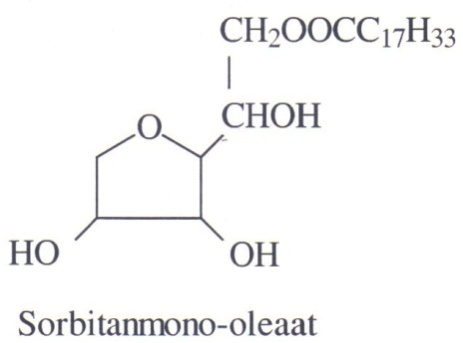 CH₂OOCC₁₇H₃₃
CHOH
O
HO
OH
Sorbitanmono-oleaat